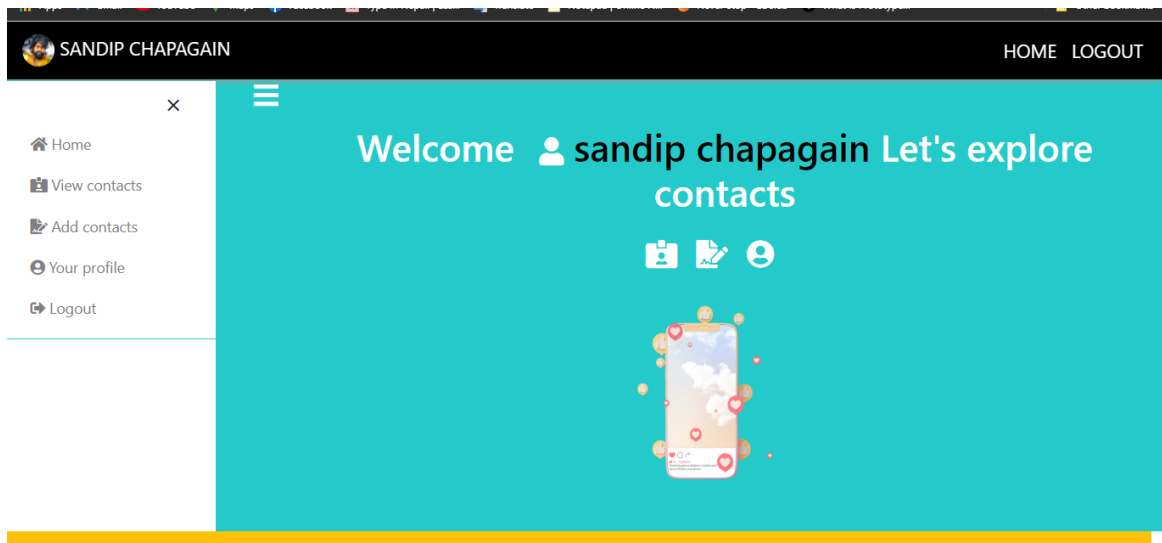 SANDIP CHAPAGAIN
HOME LOGOUT
×
Home
View contacts
Add contacts
Your profile
Logout
Welcome sandip chapagain Let's explore
contacts